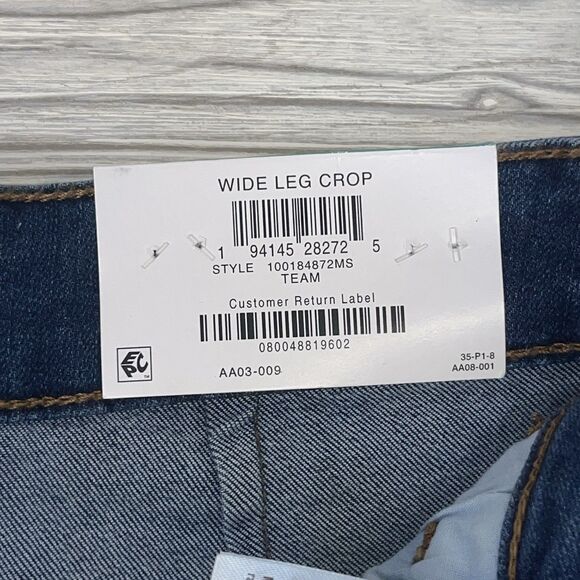 WIDE LEG CROP
1 94145 28272 5
STYLE 100184872MS
TEAM
Customer Return Label
080048819602
EPC TM
AA03-009
35-P1-8
AA08-001